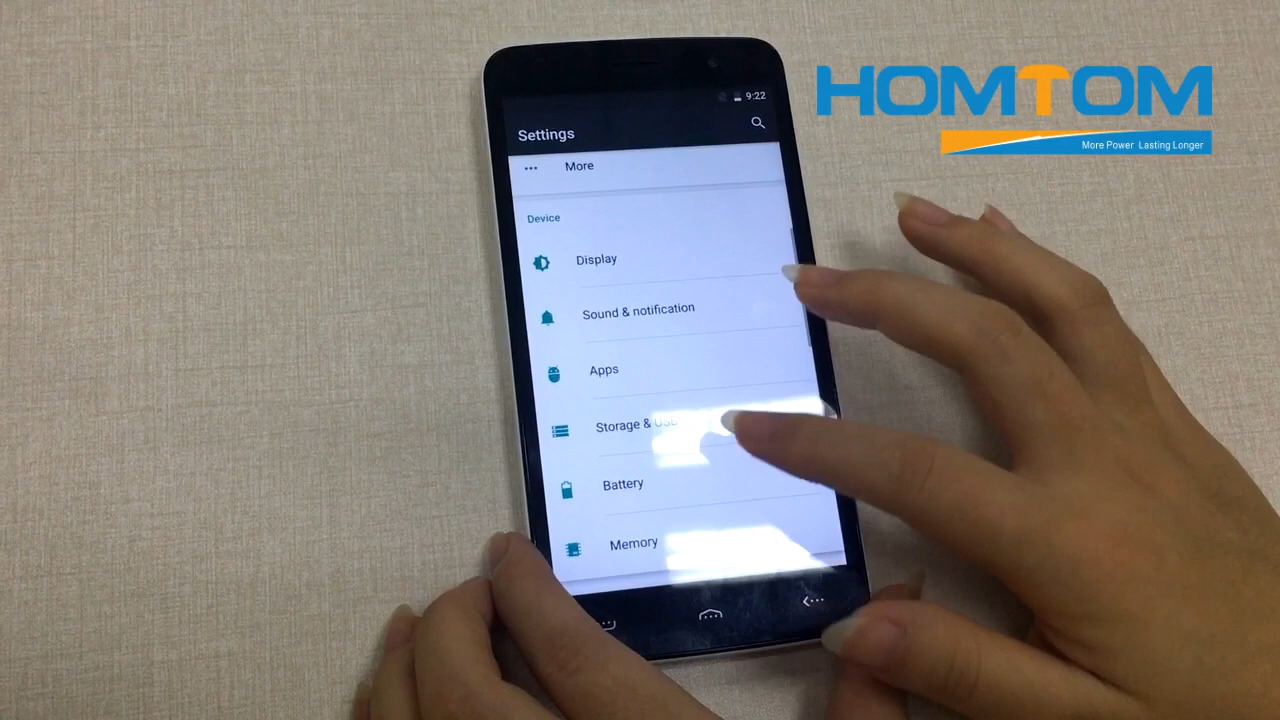 HOMTOM
More Power Lasting Longer
9:22
Settings
More
Device
Display
Sound & notification
Apps
Storage & USB
Battery
Memory